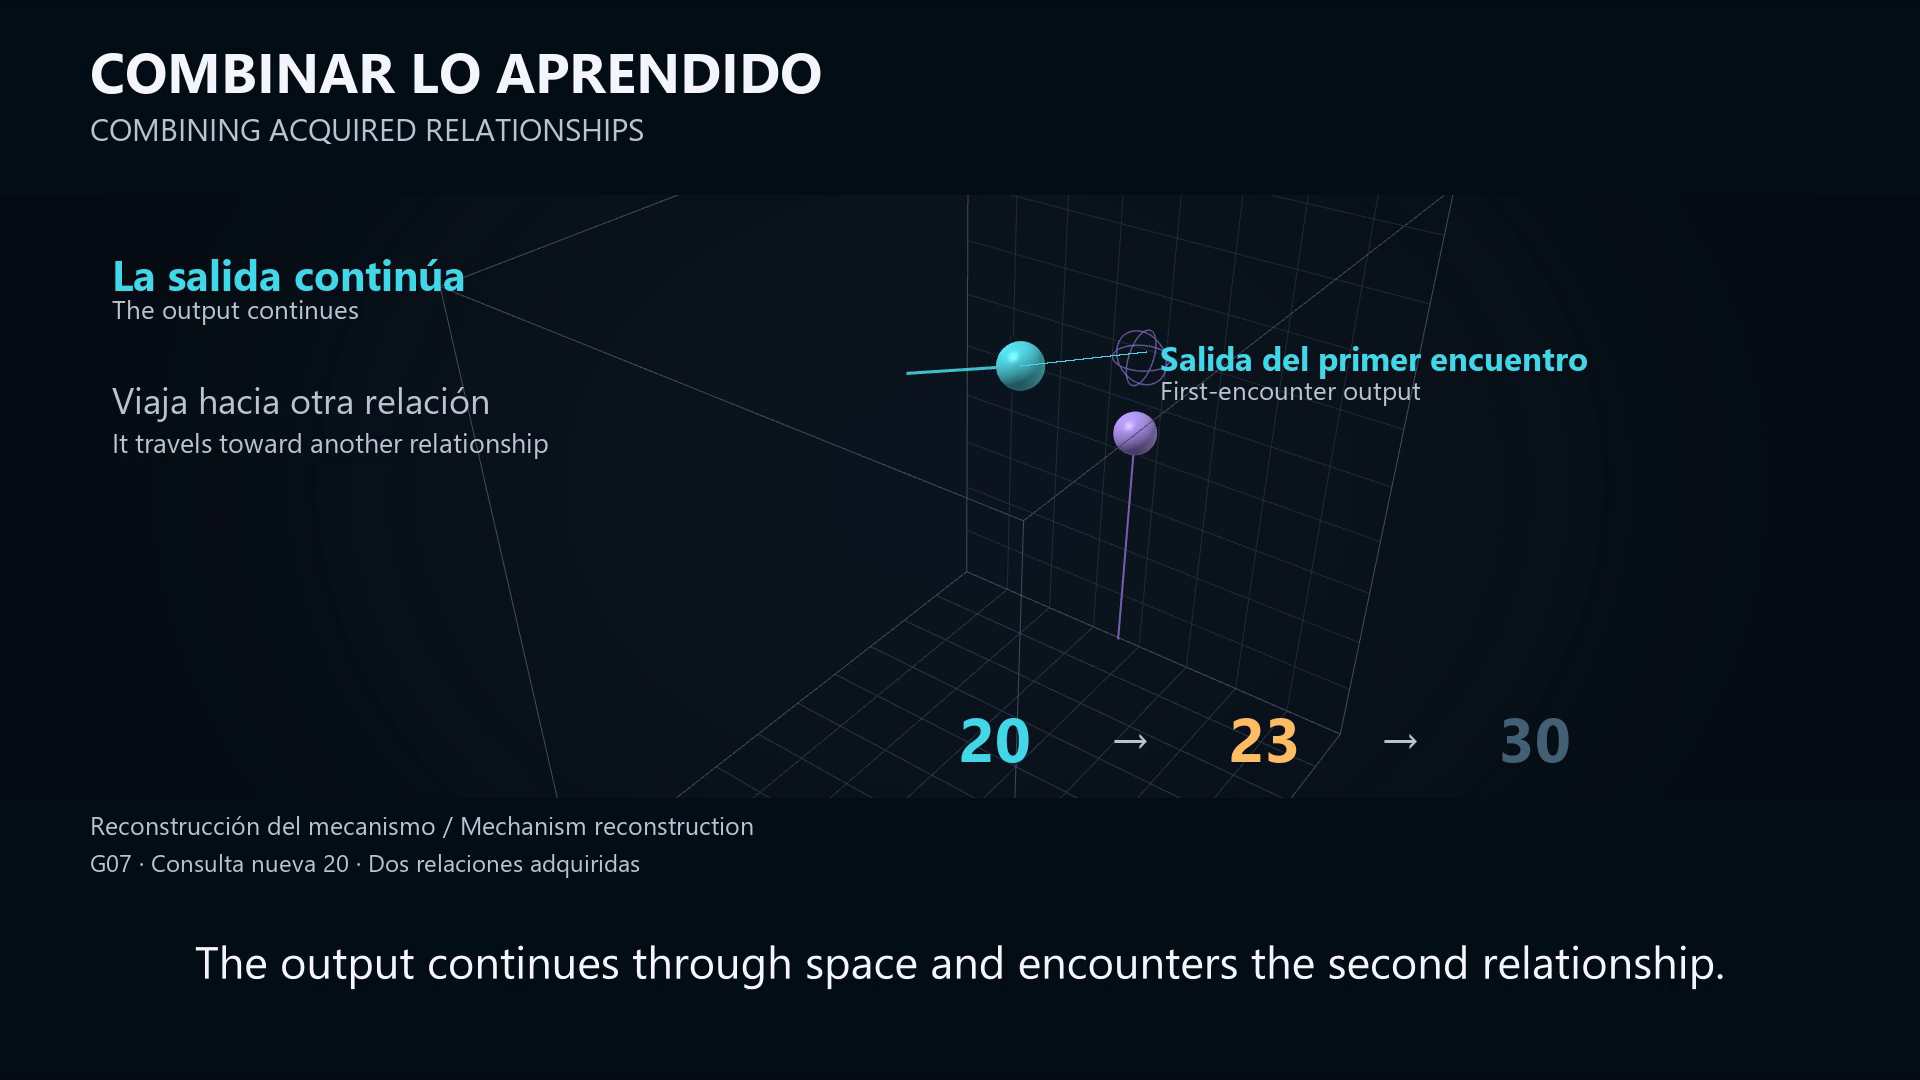 COMBINAR LO APRENDIDO
COMBINING ACQUIRED RELATIONSHIPS
La salida continúa
The output continues
Viaja hacia otra relación
It travels toward another relationship
Salida del primer encuentro
First-encounter output
20 → 23 → 30
Reconstrucción del mecanismo / Mechanism reconstruction
G07 · Consulta nueva 20 · Dos relaciones adquiridas
The output continues through space and encounters the second relationship.